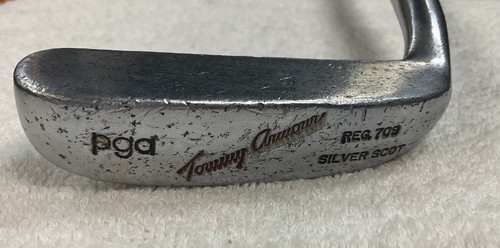 pga
Tommy Armour
REG. 709
SILVER SCOT